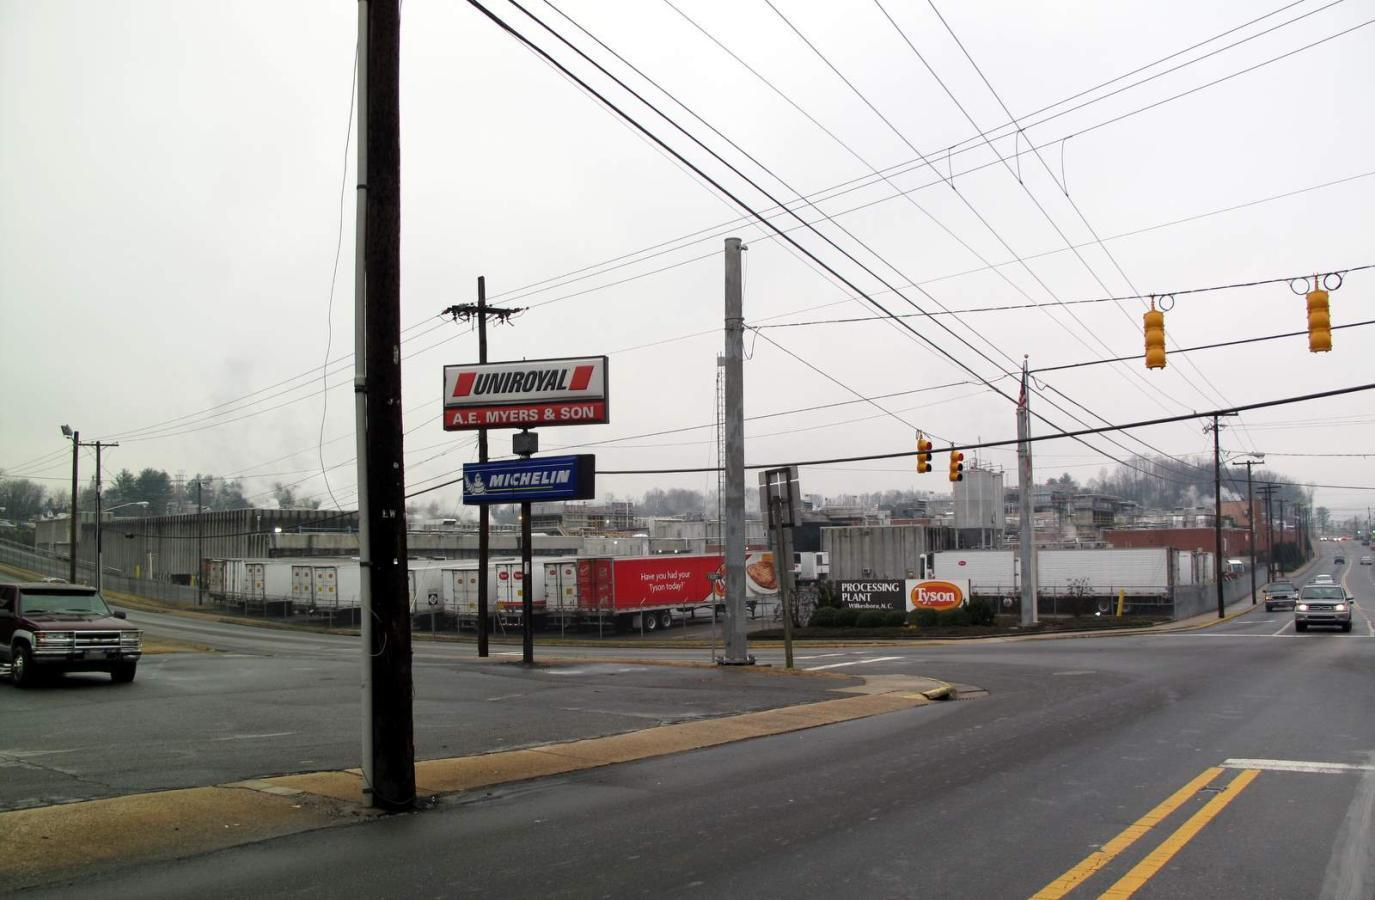 UNIROYAL
A.E. MYERS & SON
MICHELIN
Have you had your
Tyson today?
PROCESSING
PLANT
Wilkesboro, N.C.
Tyson